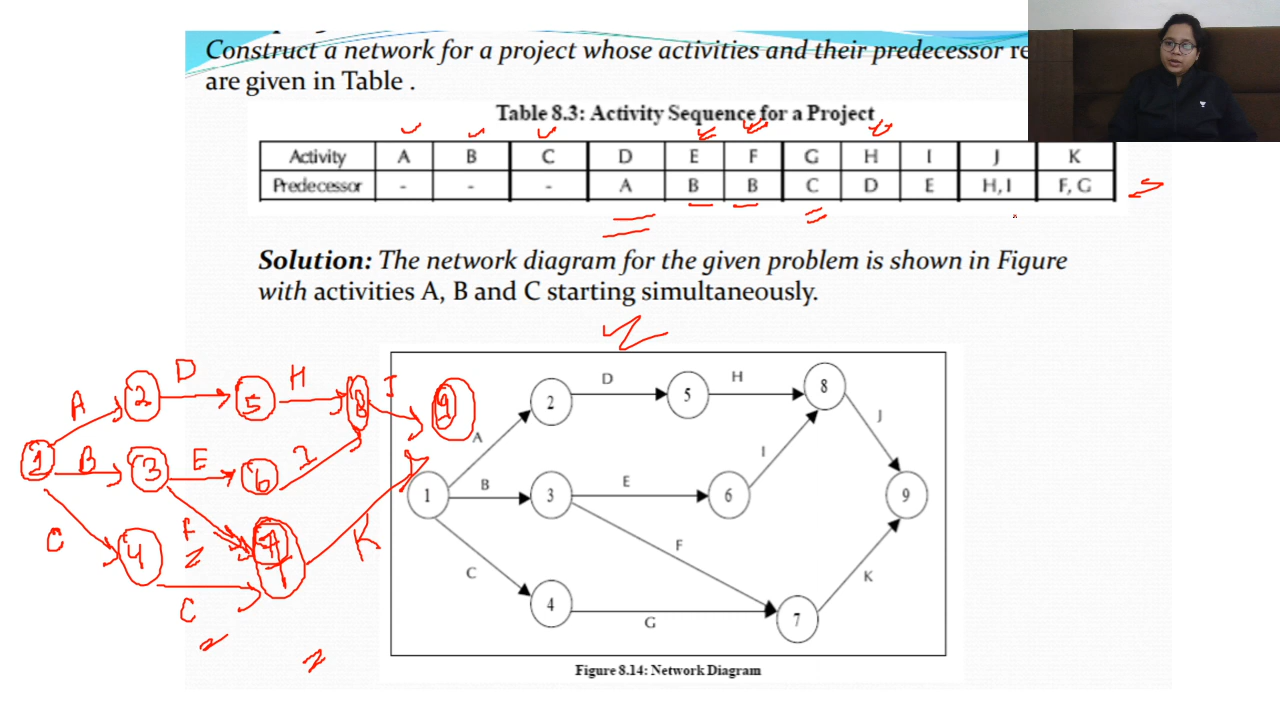 Construct a network for a project whose activities and their predecessor re
are given in Table .
Table 8.3: Activity Sequence for a Project
Activity A B C D E F G H I J K
Predecessor - - - A B B C D E H, I F, G
Solution: The network diagram for the given problem is shown in Figure
with activities A, B and C starting simultaneously.
A D H I
1 2 5 8 9
B 3 E 6 I
C 4 F 7 K
C
A D H J
1 2 5 8 9
B 3 E 6 I
C 4 F G 7 K
Figure 8.14: Network Diagram